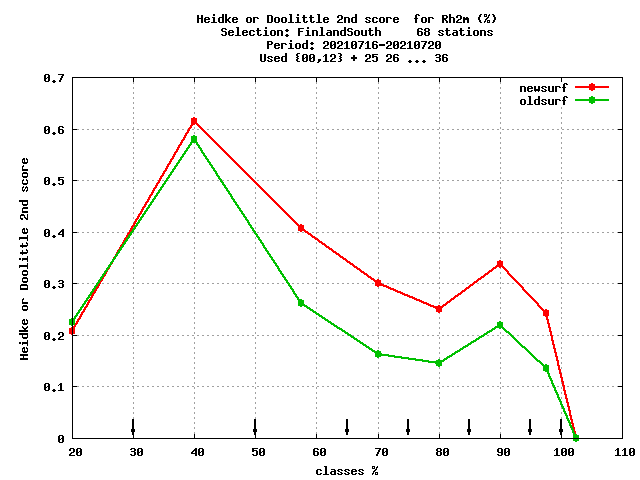 Heidke or Doolittle 2nd score  for Rh2m (%)
Selection: FinlandSouth     68 stations
Period: 20210716-20210720
Used {00,12} + 25 26 ... 36
newsurf
oldsurf
Heidke or Doolittle 2nd score
0.7
0.6
0.5
0.4
0.3
0.2
0.1
0
20 30 40 50 60 70 80 90 100 110
classes %